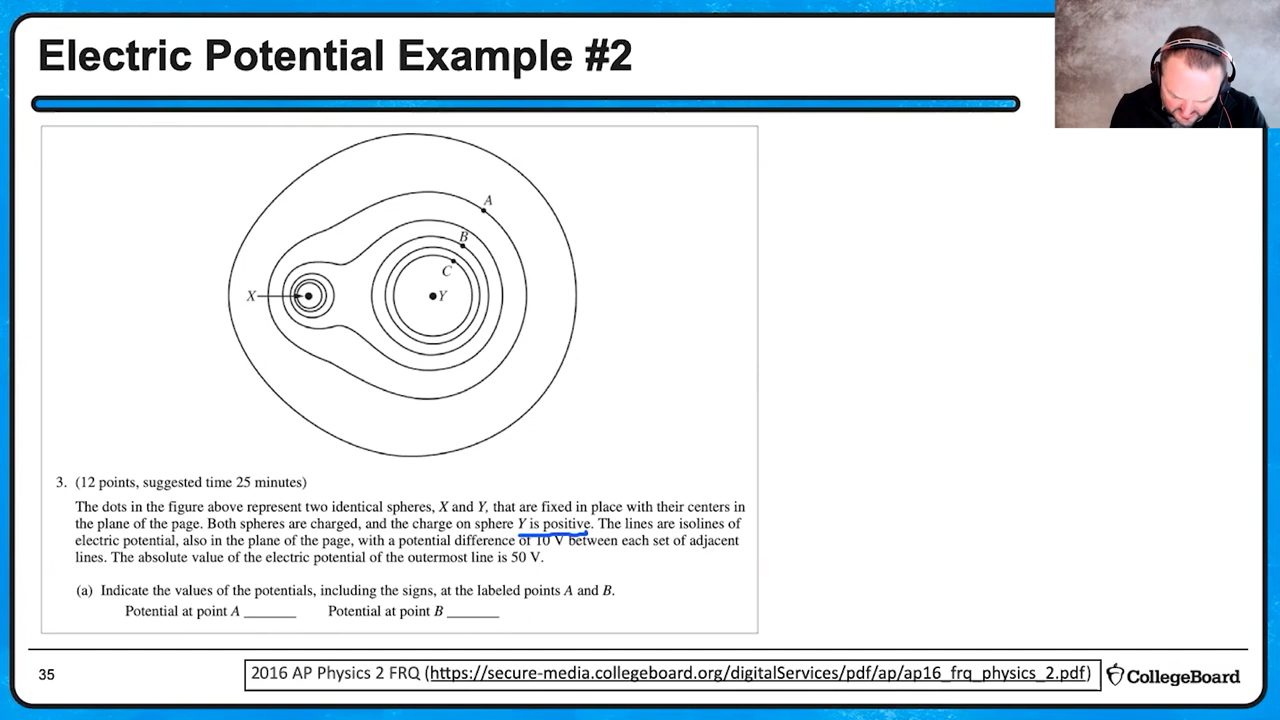 Electric Potential Example #2
A
B
C
X
Y
3. (12 points, suggested time 25 minutes)
The dots in the figure above represent two identical spheres, X and Y, that are fixed in place with their centers in
the plane of the page. Both spheres are charged, and the charge on sphere Y is positive. The lines are isolines of
electric potential, also in the plane of the page, with a potential difference of 10 V between each set of adjacent
lines. The absolute value of the electric potential of the outermost line is 50 V.
(a) Indicate the values of the potentials, including the signs, at the labeled points A and B.
Potential at point A _______ Potential at point B _______
35
2016 AP Physics 2 FRQ (https://secure-media.collegeboard.org/digitalServices/pdf/ap/ap16_frq_physics_2.pdf)
CollegeBoard